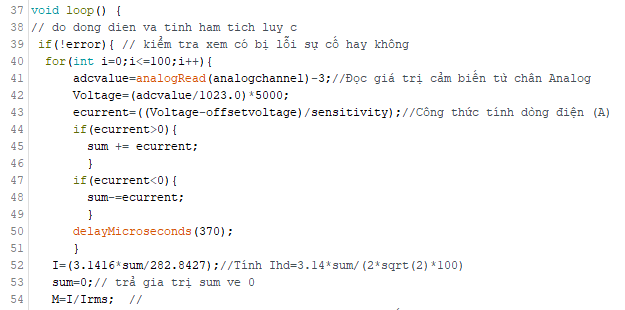 37 void loop() {
38 // do dong dien va tinh ham tich luy c
39 if(!error){ // kiểm tra xem có bị lỗi sự cố hay không
40 for(int i=0;i<=100;i++){
41 adcvalue=analogRead(analogchannel)-3;//Đọc giá trị cảm biến từ chân Analog
42 Voltage=(adcvalue/1023.0)*5000;
43 ecurrent=((Voltage-offsetvoltage)/sensitivity);//Công thức tính dòng điện (A)
44 if(ecurrent>0){
45 sum += ecurrent;
46 }
47 if(ecurrent<0){
48 sum-=ecurrent;
49 }
50 delayMicroseconds(370);
51 }
52 I=(3.1416*sum/282.8427);//Tính Ihd=3.14*sum/(2*sqrt(2)*100)
53 sum=0;// trả gia trị sum ve 0
54 M=I/Irms; //